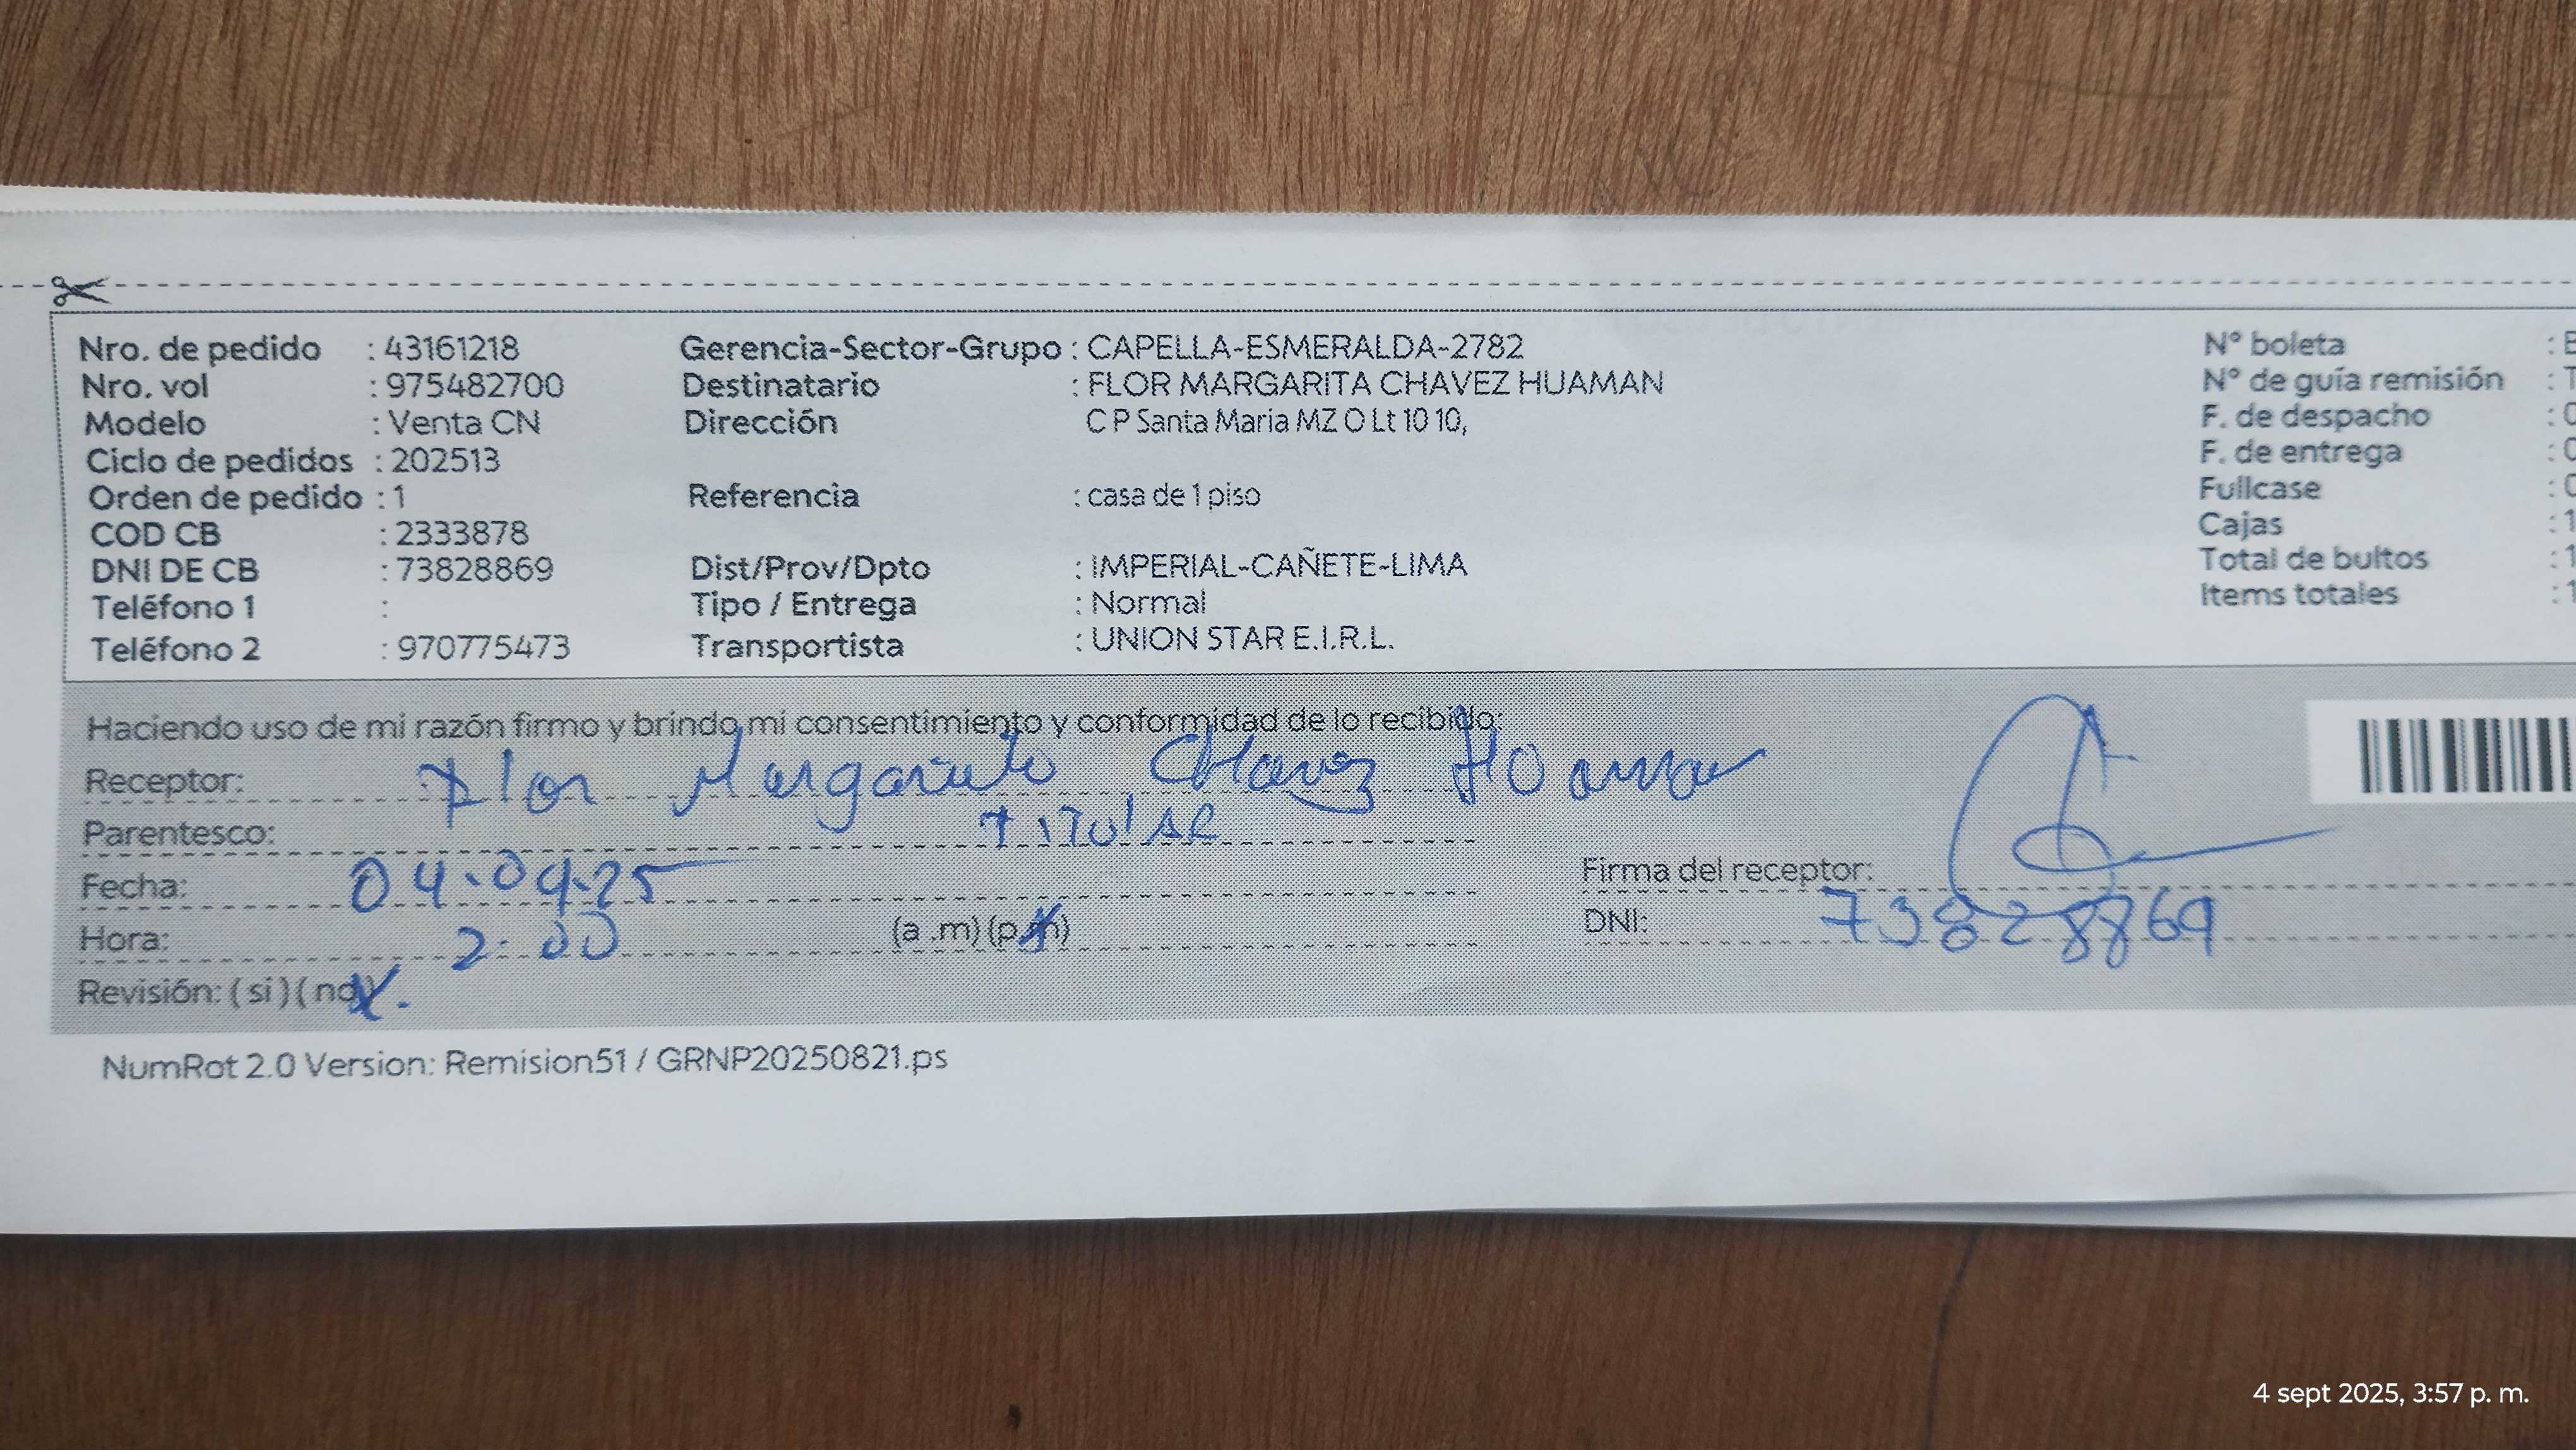 Nro. de pedido : 43161218 Gerencia-Sector-Grupo : CAPELLA-ESMERALDA-2782 N° boleta :
Nro. vol : 975482700 Destinatario : FLOR MARGARITA CHAVEZ HUAMAN N° de guía remisión : T
Modelo : Venta CN Dirección C P Santa Maria MZ O Lt 10 10, F. de despacho : 0
Ciclo de pedidos : 202513 F. de entrega : 0
Orden de pedido : 1 Referencia : casa de 1 piso Fullcase : 0
COD CB : 2333878 Cajas : 1
DNI DE CB : 73828869 Dist/Prov/Dpto : IMPERIAL-CAÑETE-LIMA Total de bultos : 1
Teléfono 1 : Tipo / Entrega : Normal Items totales : 1
Teléfono 2 : 970775473 Transportista : UNION STAR E.I.R.L.
Haciendo uso de mi razón firmo y brindo mi consentimiento y conformidad de lo recibido:
Receptor: Flor Margarita Chavez
Parentesco: TITULAR
Fecha: 04.09.25 Firma del receptor:
Hora: 2:00 (a .m) (p.m) DNI: 73828869
Revisión: ( si ) ( no )
NumRot 2.0 Version: Remision51 / GRNP20250821.ps
4 sept 2025, 3:57 p. m.